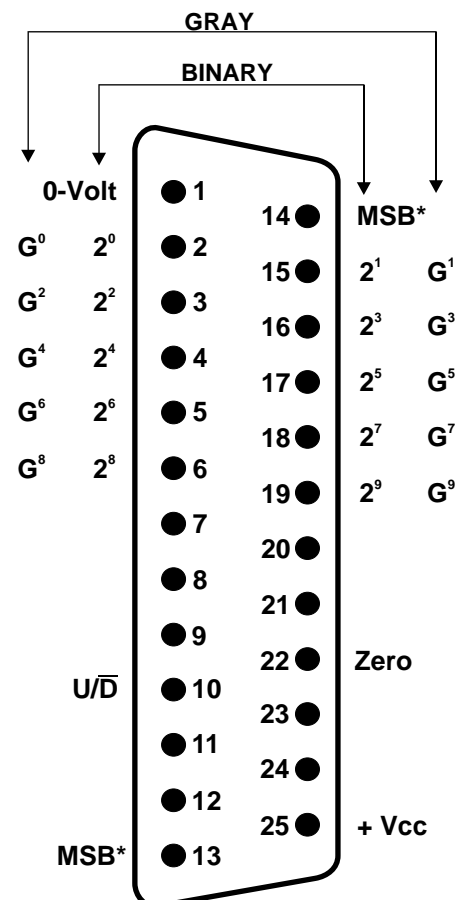 GRAY
BINARY
0-Volt 1
14 MSB*
G⁰ 2⁰ 2
15 2¹ G¹
G² 2² 3
16 2³ G³
G⁴ 2⁴ 4
17 2⁵ G⁵
G⁶ 2⁶ 5
18 2⁷ G⁷
G⁸ 2⁸ 6
19 2⁹ G⁹
7
20
8
21
9
22 Zero
U/D̅ 10
23
11
24
12
25 + Vcc
MSB* 13